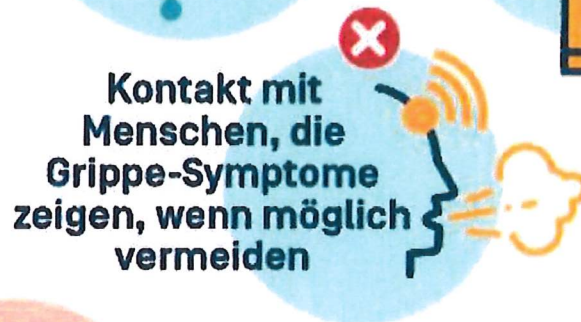 Kontakt mit
Menschen, die
Grippe-Symptome
zeigen, wenn möglich
vermeiden